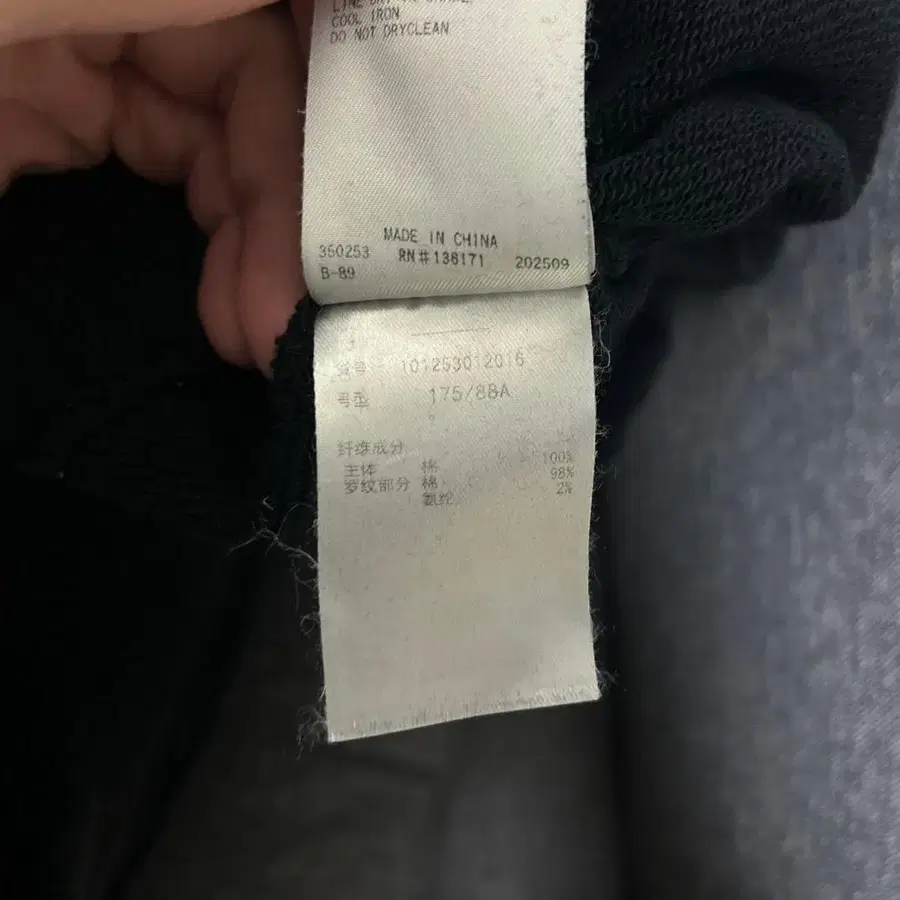 LINE DRY IN SHADE
COOL IRON
DO NOT DRYCLEAN
MADE IN CHINA
350253 RN#136171 202509
B-89
货号 101253012016
号型 175/88A
纤维成分
主体 棉 100%
罗纹部分 棉 98%
氨纶 2%